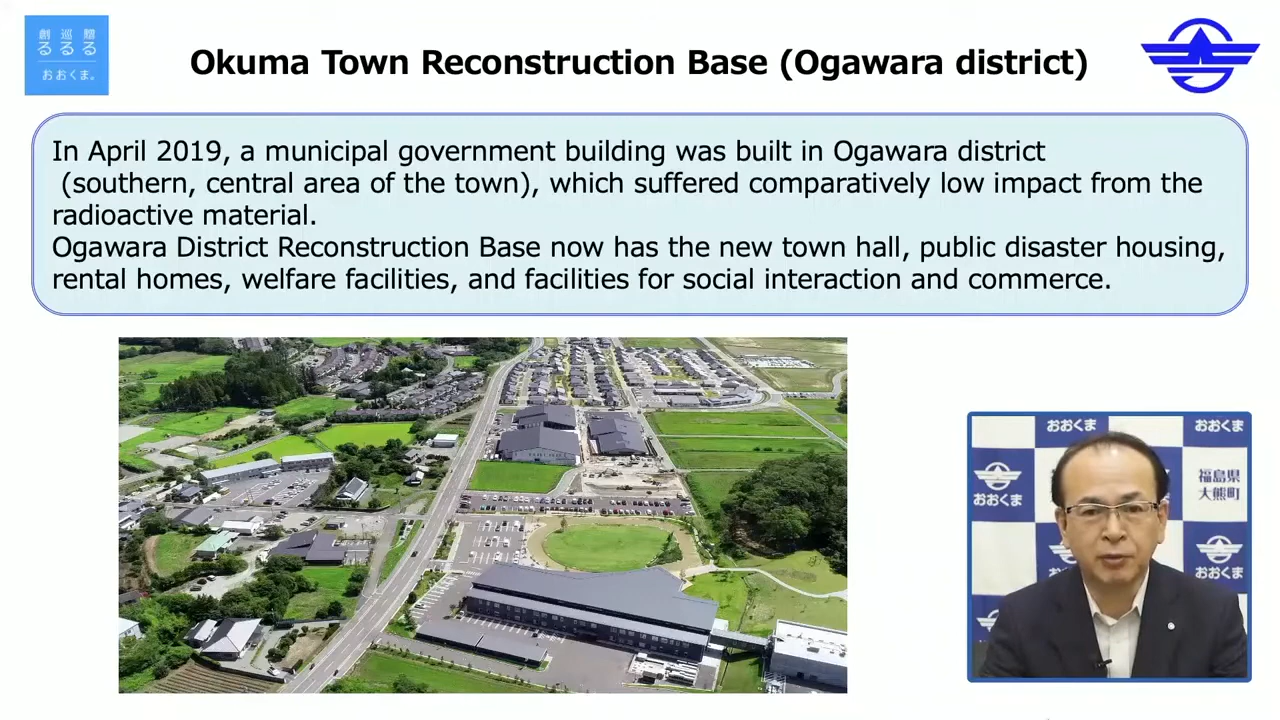 創 巡 贈
る る る
おおくま。
Okuma Town Reconstruction Base (Ogawara district)
In April 2019, a municipal government building was built in Ogawara district
(southern, central area of the town), which suffered comparatively low impact from the
radioactive material.
Ogawara District Reconstruction Base now has the new town hall, public disaster housing,
rental homes, welfare facilities, and facilities for social interaction and commerce.
おおくま
おおくま
おおくま
福島県
大熊町
おおくま